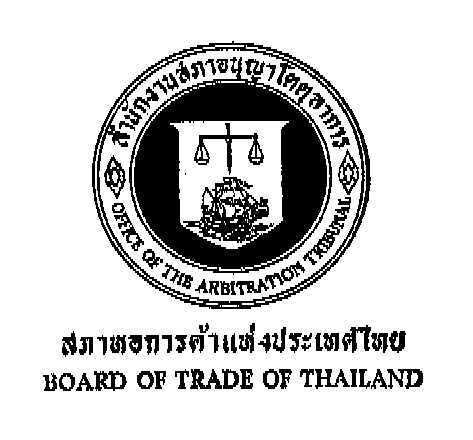 สำนักงานสภาอนุญาโตตุลาการ
OFFICE OF THE ARBITRATION TRIBUNAL
สภาหอการค้าแห่งประเทศไทย
BOARD OF TRADE OF THAILAND